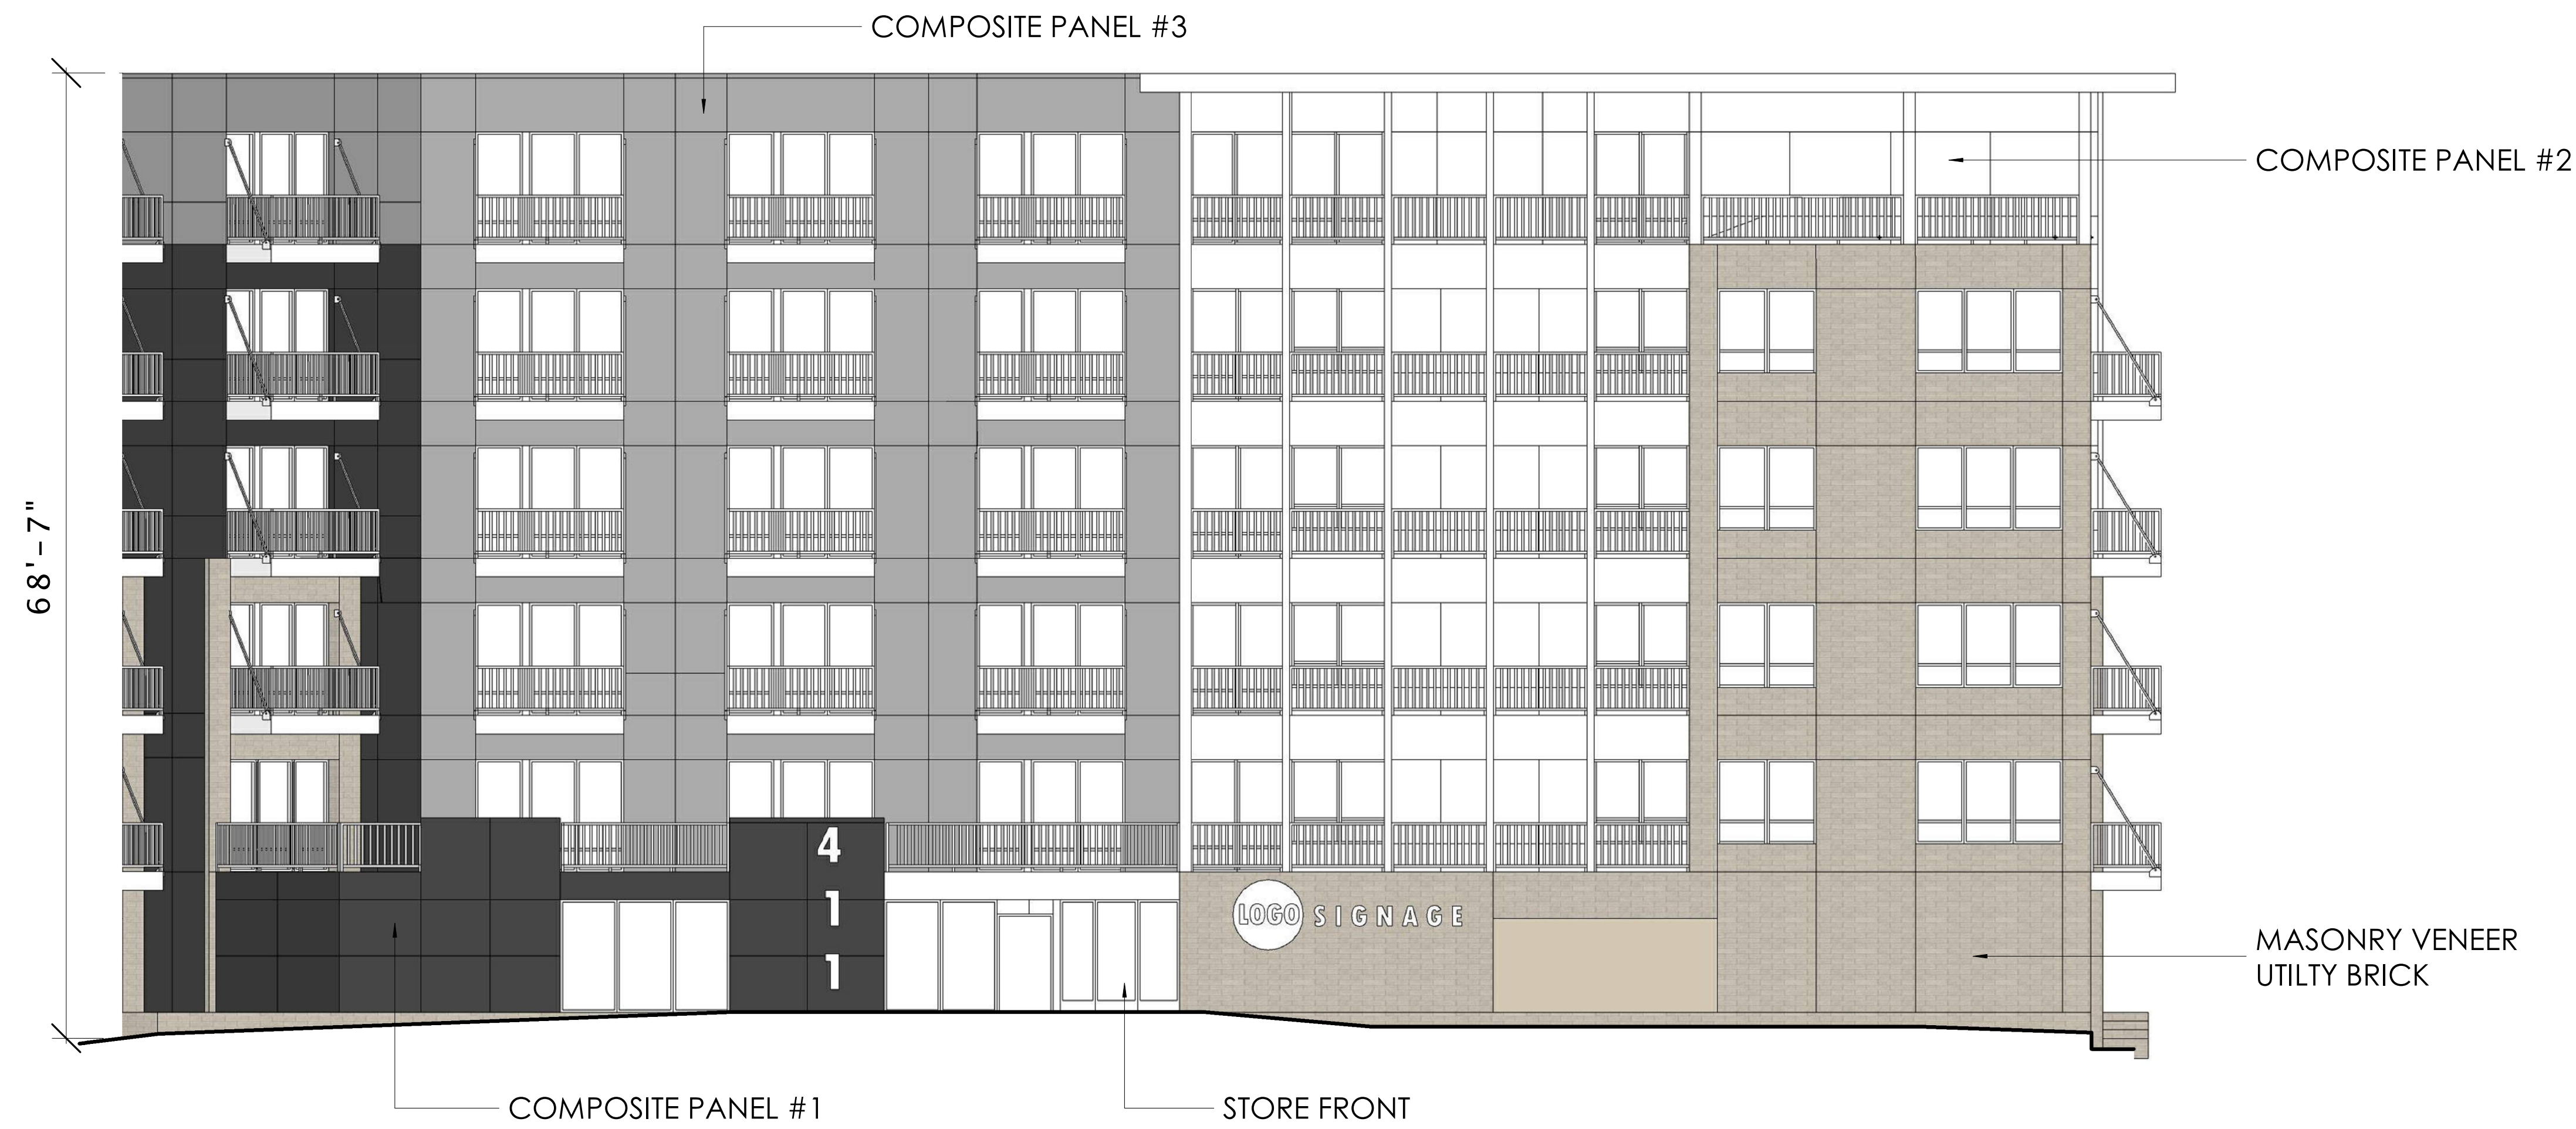 COMPOSITE PANEL #3
COMPOSITE PANEL #2
68'-7"
4
1
1
LOGO SIGNAGE
MASONRY VENEER
UTILTY BRICK
COMPOSITE PANEL #1
STORE FRONT